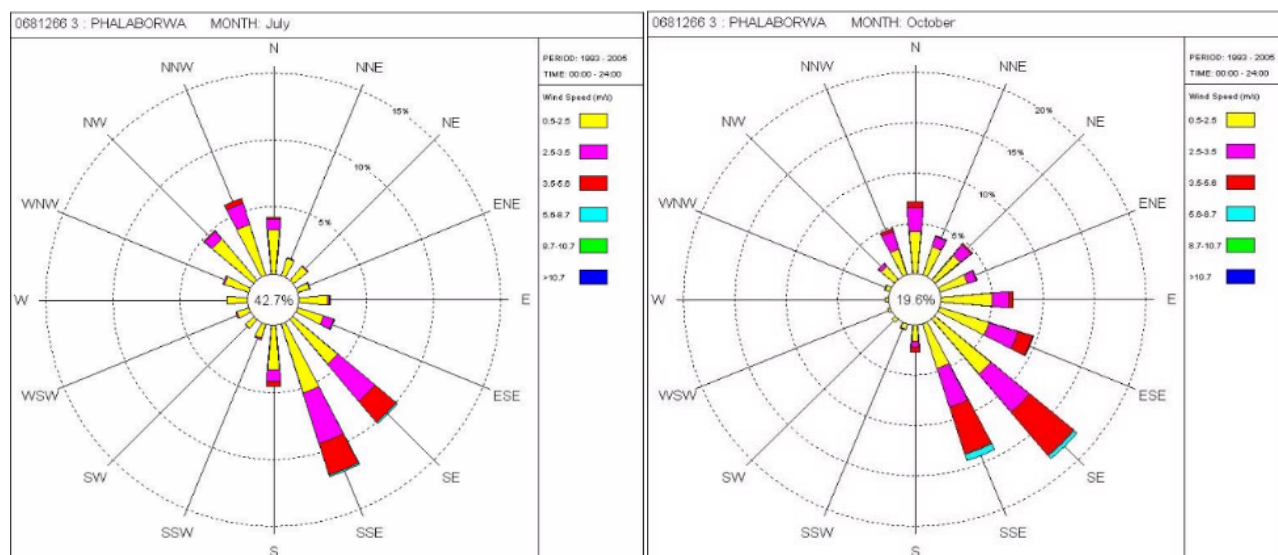 0681266 3 : PHALABORWA MONTH: July
N
NNE
NE
ENE
E
ESE
SE
SSE
S
SSW
SW
WSW
W
WNW
NW
NNW
15%
10%
5%
42.7%
PERIOD: 1993 - 2005
TIME: 00:00 - 24:00
Wind Speed (m/s)
0.5-2.5
2.5-3.5
3.5-5.6
5.6-8.7
8.7-10.7
>10.7
0681266 3 : PHALABORWA MONTH: October
N
NNE
NE
ENE
E
ESE
SE
SSE
S
SSW
SW
WSW
W
WNW
NW
NNW
20%
15%
10%
5%
19.6%
PERIOD: 1993 - 2005
TIME: 00:00 - 24:00
Wind Speed (m/s)
0.5-2.5
2.5-3.5
3.5-5.6
5.6-8.7
8.7-10.7
>10.7